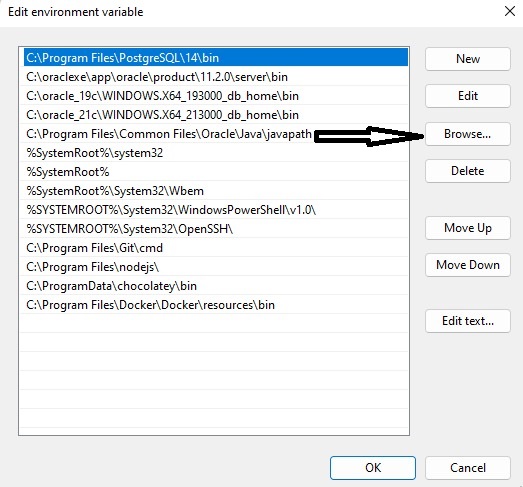 Edit environment variable
C:\Program Files\PostgreSQL\14\bin
C:\oraclexe\app\oracle\product\11.2.0\server\bin
C:\oracle_19c\WINDOWS.X64_193000_db_home\bin
C:\oracle_21c\WINDOWS.X64_213000_db_home\bin
C:\Program Files\Common Files\Oracle\Java\javapath
%SystemRoot%\system32
%SystemRoot%
%SystemRoot%\System32\Wbem
%SYSTEMROOT%\System32\WindowsPowerShell\v1.0\
%SYSTEMROOT%\System32\OpenSSH\
C:\Program Files\Git\cmd
C:\Program Files\nodejs\
C:\ProgramData\chocolatey\bin
C:\Program Files\Docker\Docker\resources\bin
New
Edit
Browse...
Delete
Move Up
Move Down
Edit text...
OK
Cancel